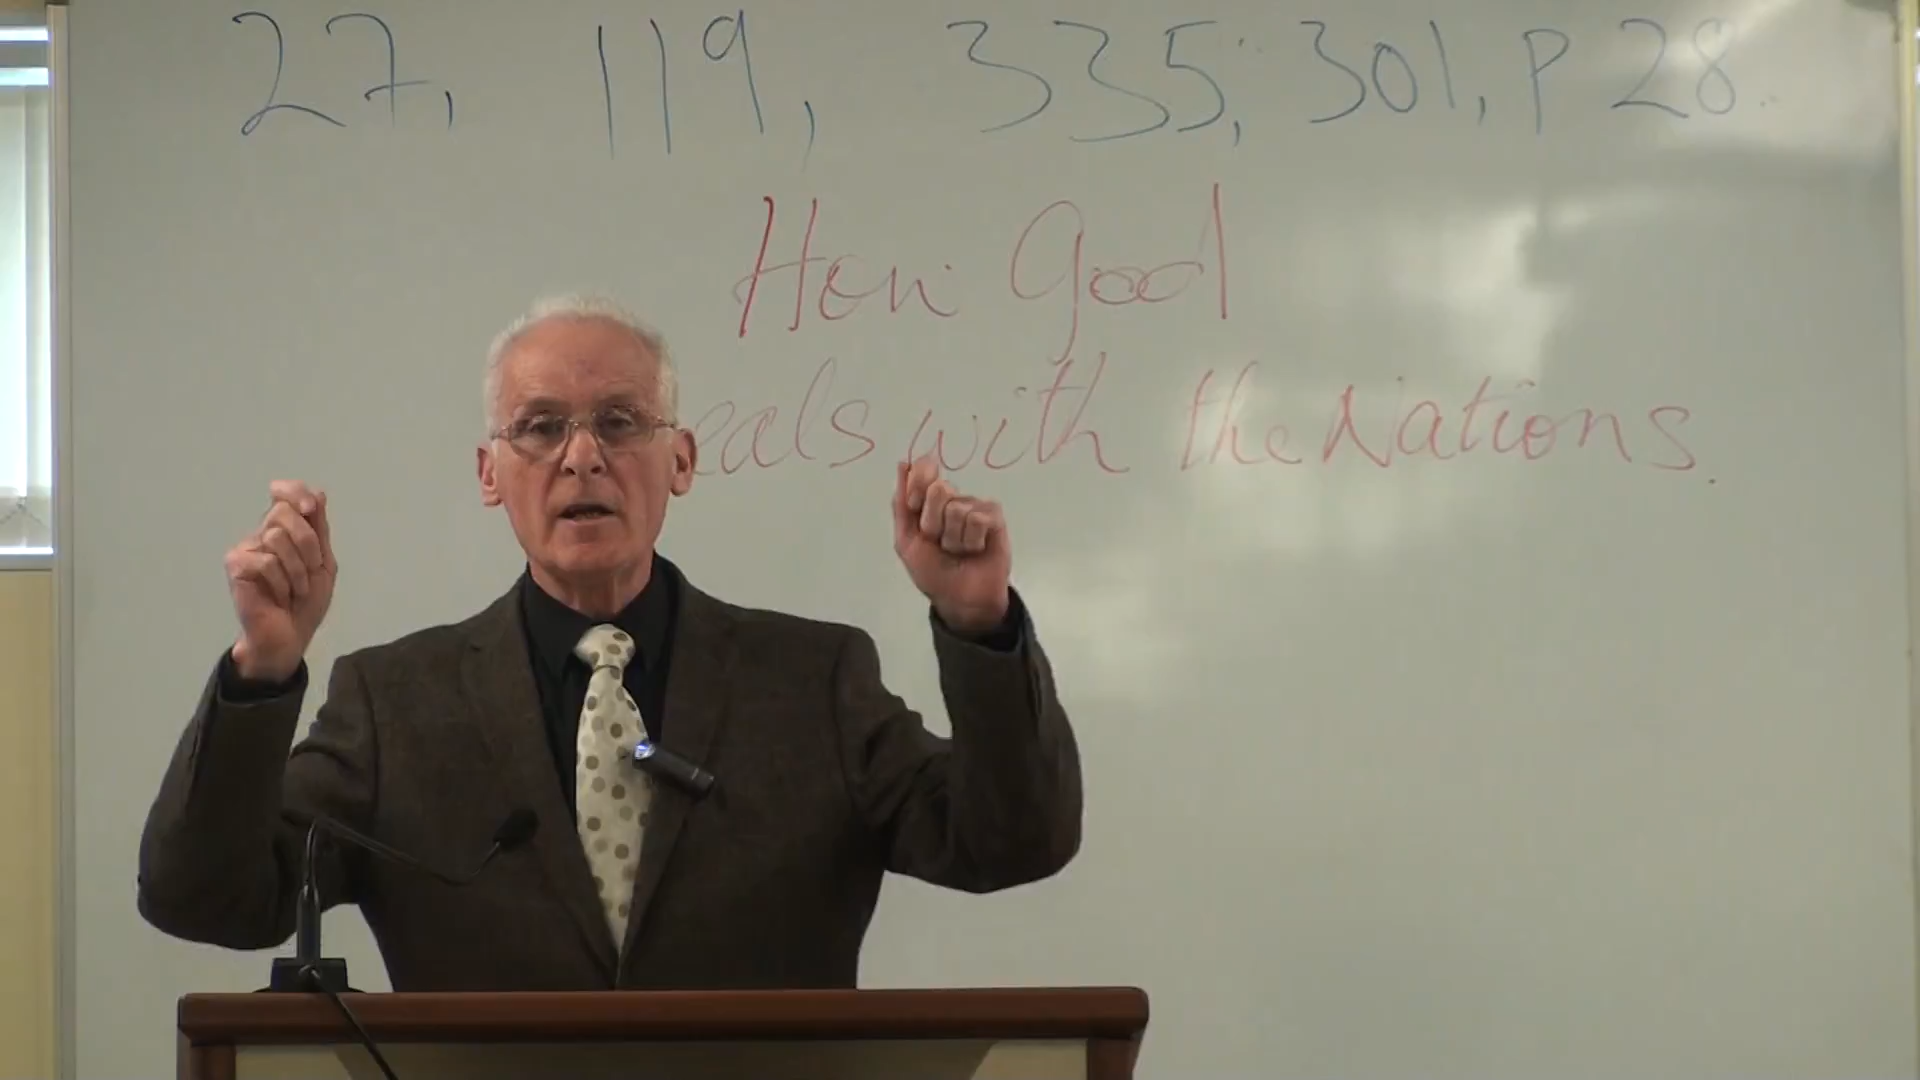 27, 119, 335, 301, P 28.
How God
eals with the Nations.